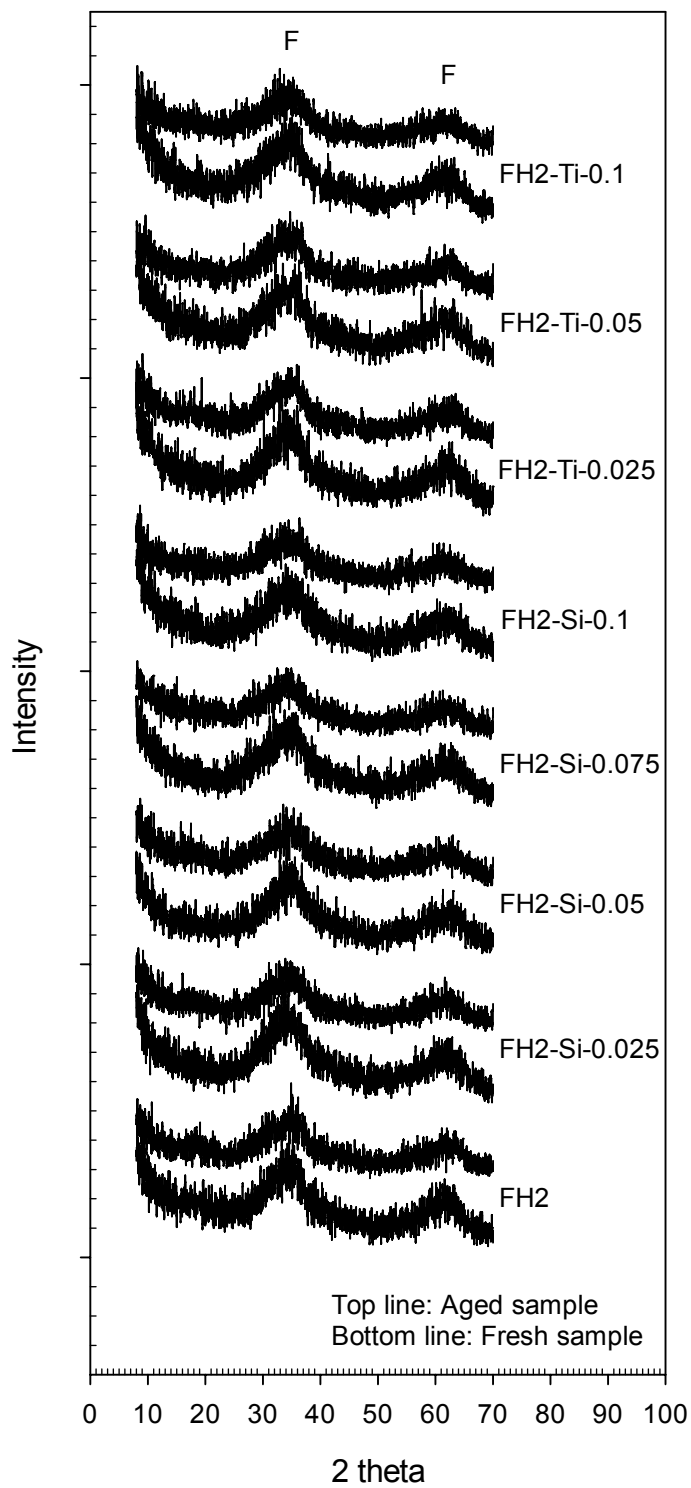 F
F
FH2-Ti-0.1
FH2-Ti-0.05
FH2-Ti-0.025
FH2-Si-0.1
Intensity
FH2-Si-0.075
FH2-Si-0.05
FH2-Si-0.025
FH2
Top line: Aged sample
Bottom line: Fresh sample
0 10 20 30 40 50 60 70 80 90 100
2 theta